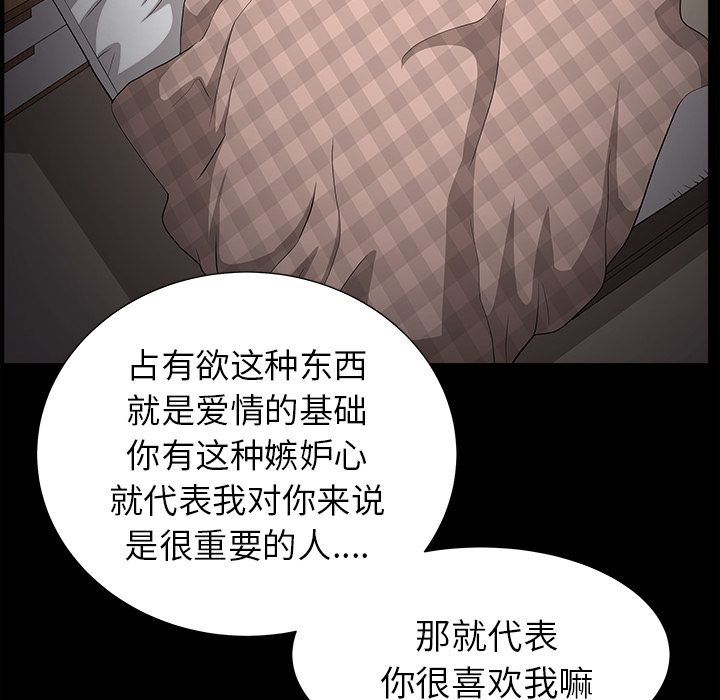 占有欲这种东西
就是爱情的基础
你有这种嫉妒心
就代表我对你来说
是很重要的人....
那就代表
你很喜欢我嘛